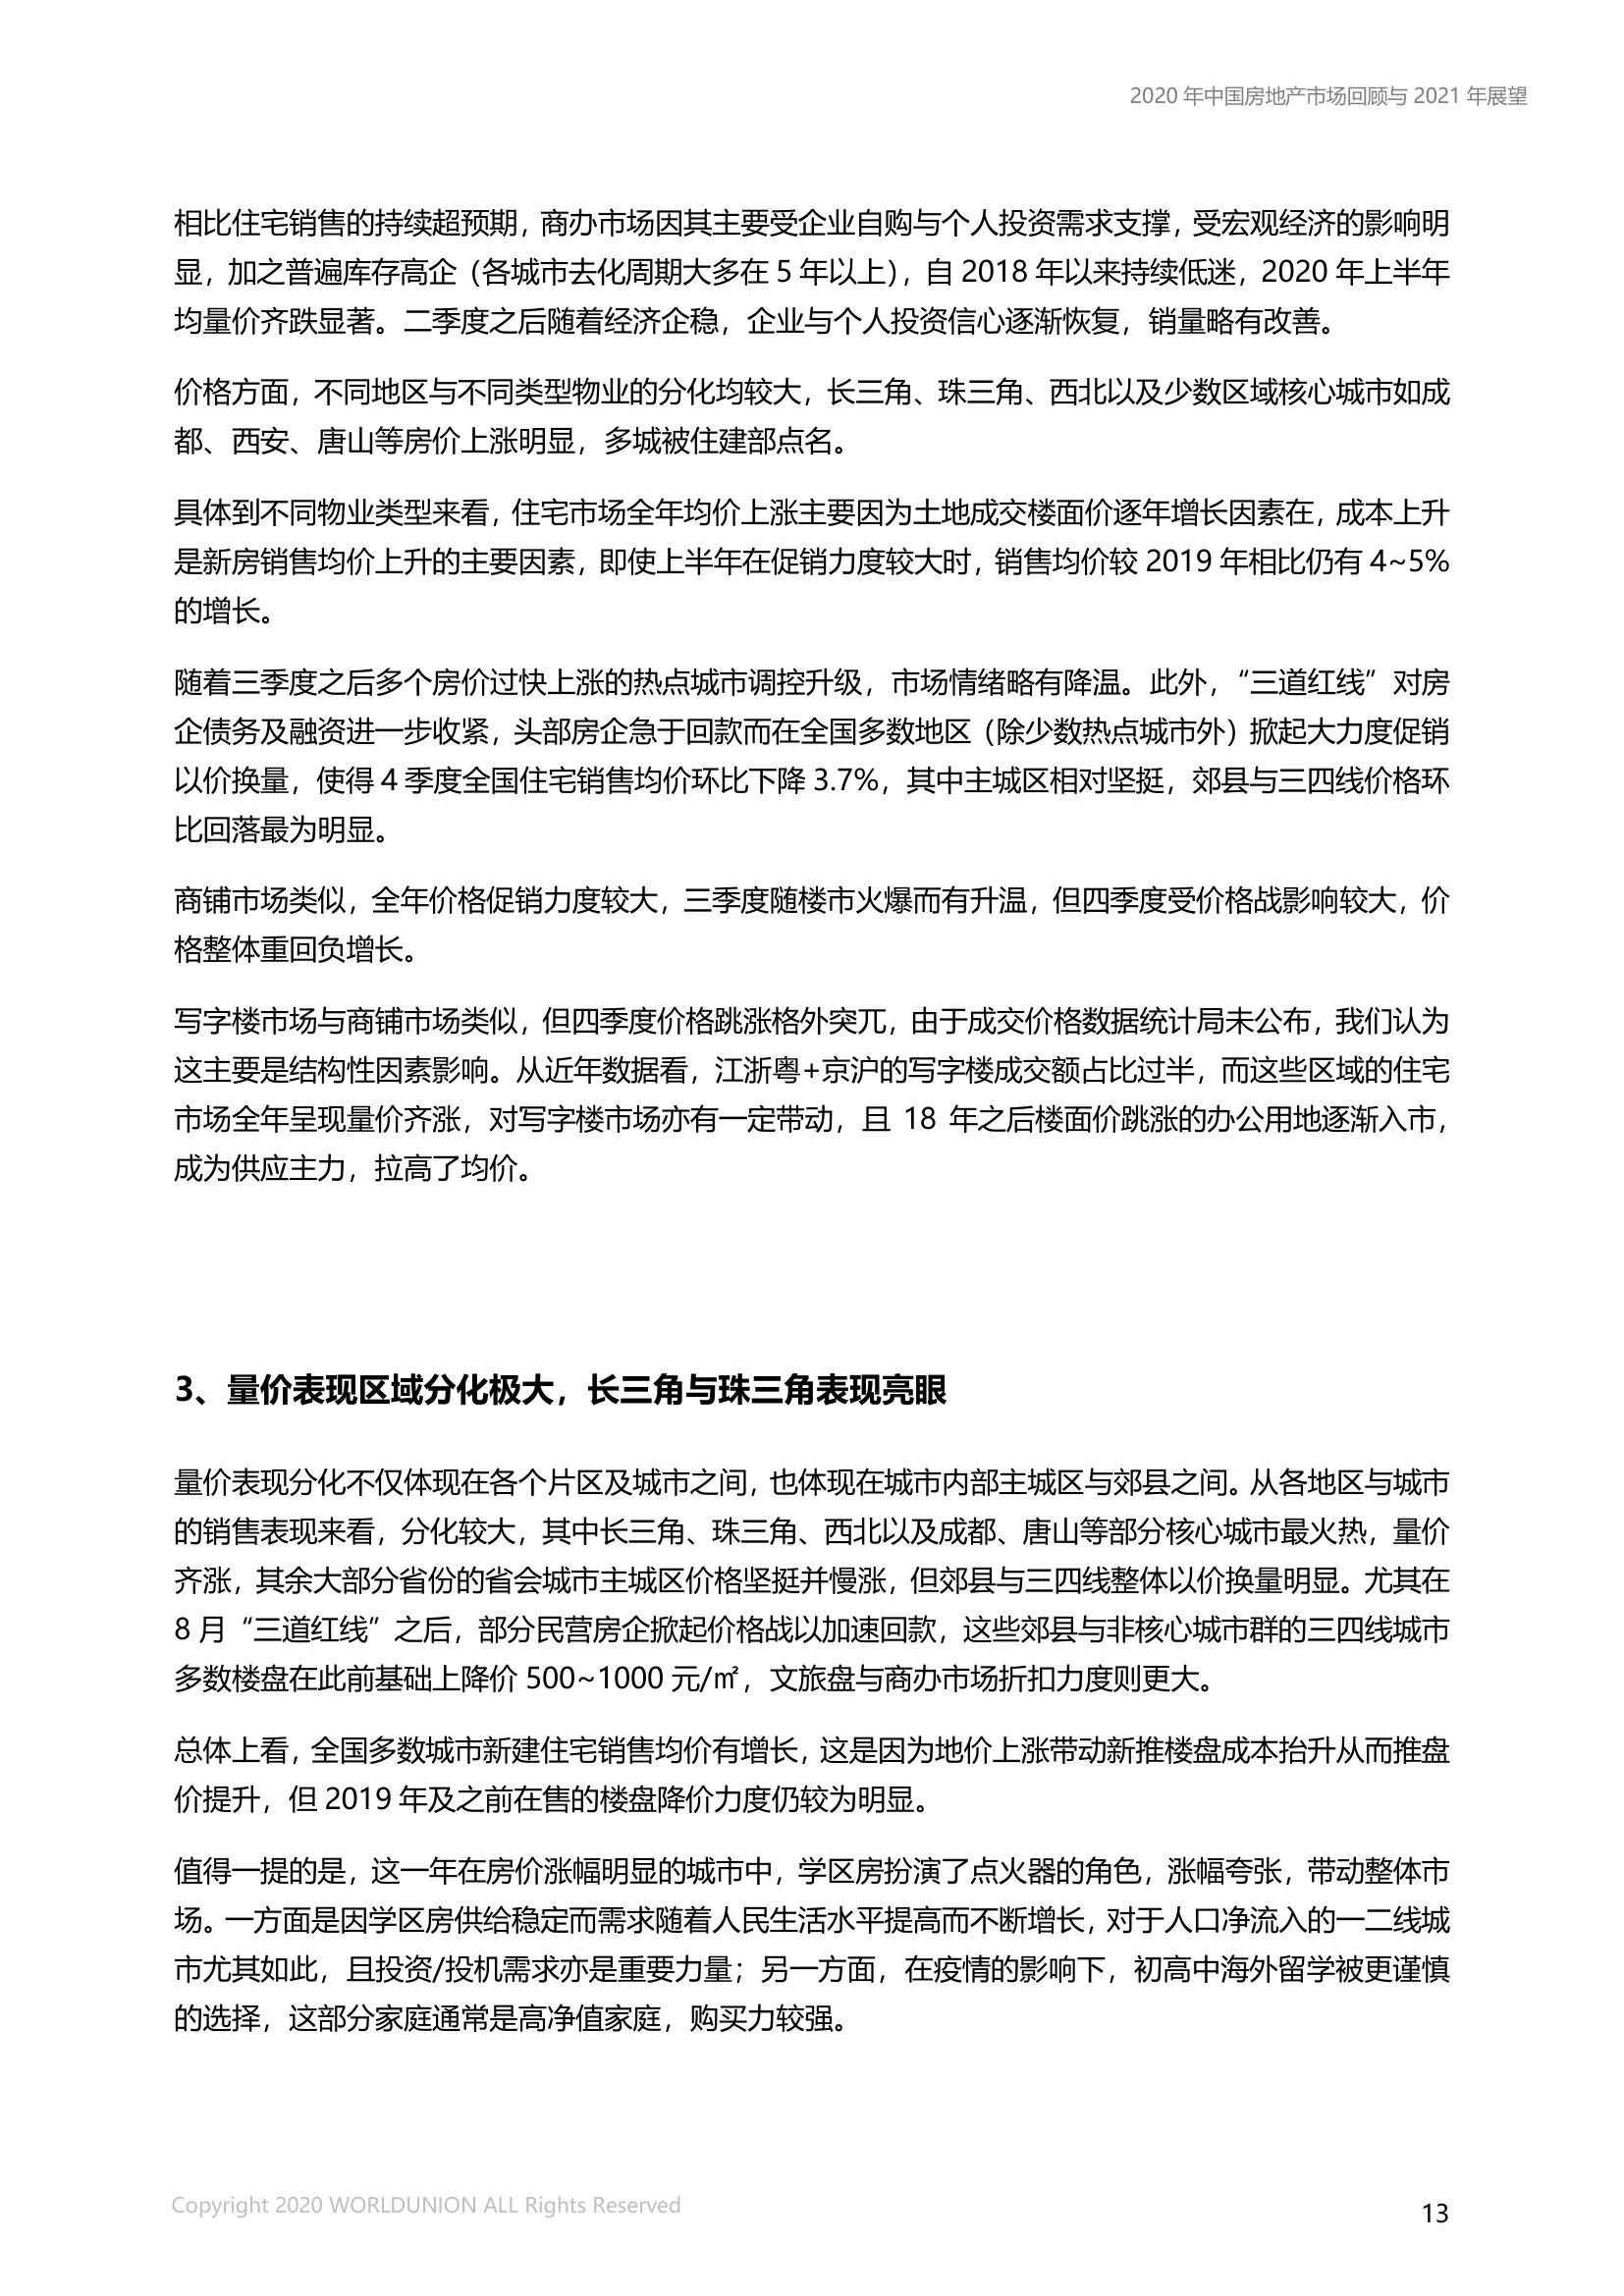 2020 年中国房地产市场回顾与 2021 年展望
相比住宅销售的持续超预期，商办市场因其主要受企业自购与个人投资需求支撑，受宏观经济的影响明
显，加之普遍库存高企（各城市去化周期大多在 5 年以上），自 2018 年以来持续低迷，2020 年上半年
均量价齐跌显著。二季度之后随着经济企稳，企业与个人投资信心逐渐恢复，销量略有改善。
价格方面，不同地区与不同类型物业的分化均较大，长三角、珠三角、西北以及少数区域核心城市如成
都、西安、唐山等房价上涨明显，多城被住建部点名。
具体到不同物业类型来看，住宅市场全年均价上涨主要因为土地成交楼面价逐年增长因素在，成本上升
是新房销售均价上升的主要因素，即使上半年在促销力度较大时，销售均价较 2019 年相比仍有 4~5%
的增长。
随着三季度之后多个房价过快上涨的热点城市调控升级，市场情绪略有降温。此外，“三道红线”对房
企债务及融资进一步收紧，头部房企急于回款而在全国多数地区（除少数热点城市外）掀起大力度促销
以价换量，使得 4 季度全国住宅销售均价环比下降 3.7%，其中主城区相对坚挺，郊县与三四线价格环
比回落最为明显。
商铺市场类似，全年价格促销力度较大，三季度随楼市火爆而有升温，但四季度受价格战影响较大，价
格整体重回负增长。
写字楼市场与商铺市场类似，但四季度价格跳涨格外突兀，由于成交价格数据统计局未公布，我们认为
这主要是结构性因素影响。从近年数据看，江浙粤+京沪的写字楼成交额占比过半，而这些区域的住宅
市场全年呈现量价齐涨，对写字楼市场亦有一定带动，且 18 年之后楼面价跳涨的办公用地逐渐入市，
成为供应主力，拉高了均价。
3、量价表现区域分化极大，长三角与珠三角表现亮眼
量价表现分化不仅体现在各个片区及城市之间，也体现在城市内部主城区与郊县之间。从各地区与城市
的销售表现来看，分化较大，其中长三角、珠三角、西北以及成都、唐山等部分核心城市最火热，量价
齐涨，其余大部分省份的省会城市主城区价格坚挺并慢涨，但郊县与三四线整体以价换量明显。尤其在
8 月“三道红线”之后，部分民营房企掀起价格战以加速回款，这些郊县与非核心城市群的三四线城市
多数楼盘在此前基础上降价 500~1000 元/㎡，文旅盘与商办市场折扣力度则更大。
总体上看，全国多数城市新建住宅销售均价有增长，这是因为地价上涨带动新推楼盘成本抬升从而推盘
价提升，但 2019 年及之前在售的楼盘降价力度仍较为明显。
值得一提的是，这一年在房价涨幅明显的城市中，学区房扮演了点火器的角色，涨幅夸张，带动整体市
场。一方面是因学区房供给稳定而需求随着人民生活水平提高而不断增长，对于人口净流入的一二线城
市尤其如此，且投资/投机需求亦是重要力量；另一方面，在疫情的影响下，初高中海外留学被更谨慎
的选择，这部分家庭通常是高净值家庭，购买力较强。
Copyright 2020 WORLDUNION ALL Rights Reserved
13